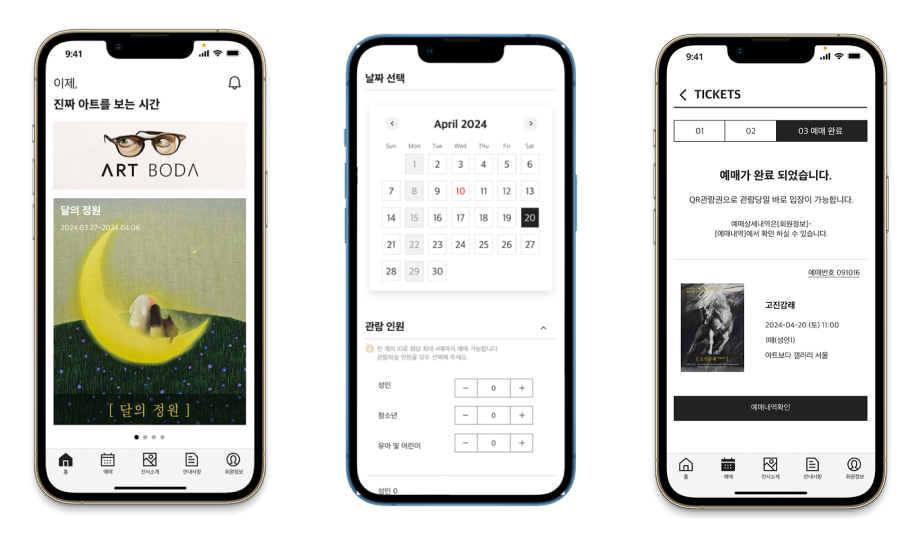 9:41
이제,
진짜 아트를 보는 시간
ART BODA
달의 정원
2024.03.27-2024.04.06
[ 달의 정원 ]
홈
예매
전시소개
안내사항
회원정보
날짜 선택
April 2024
Sun Mon Tue Wed Thu Fri Sat
1 2 3 4 5 6
7 8 9 10 11 12 13
14 15 16 17 18 19 20
21 22 23 24 25 26 27
28 29 30
관람 인원
한 개의 ID로 회당 최대 4매까지 예매 가능합니다.
관람하실 인원을 모두 선택해 주세요.
성인 − 0 +
청소년 − 0 +
유아 및 어린이 − 0 +
성인 0
9:41
TICKETS
01 02 03 예매 완료
예매가 완료 되었습니다.
QR관람권으로 관람당일 바로 입장이 가능합니다.
예매상세내역은[회원정보]-
[예매내역]에서 확인 하실 수 있습니다.
예매번호 091016
고진감래
2024-04-20 (토) 11:00
1매(성인1)
아트보다 갤러리 서울
예매내역확인
홈
예매
전시소개
안내사항
회원정보